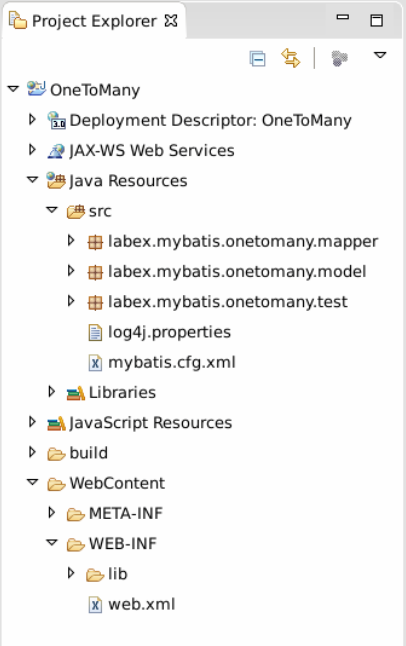 Project Explorer
OneToMany
3.0 Deployment Descriptor: OneToMany
JAX-WS Web Services
Java Resources
src
labex.mybatis.onetomany.mapper
labex.mybatis.onetomany.model
labex.mybatis.onetomany.test
log4j.properties
x mybatis.cfg.xml
Libraries
JavaScript Resources
build
WebContent
META-INF
WEB-INF
lib
x web.xml